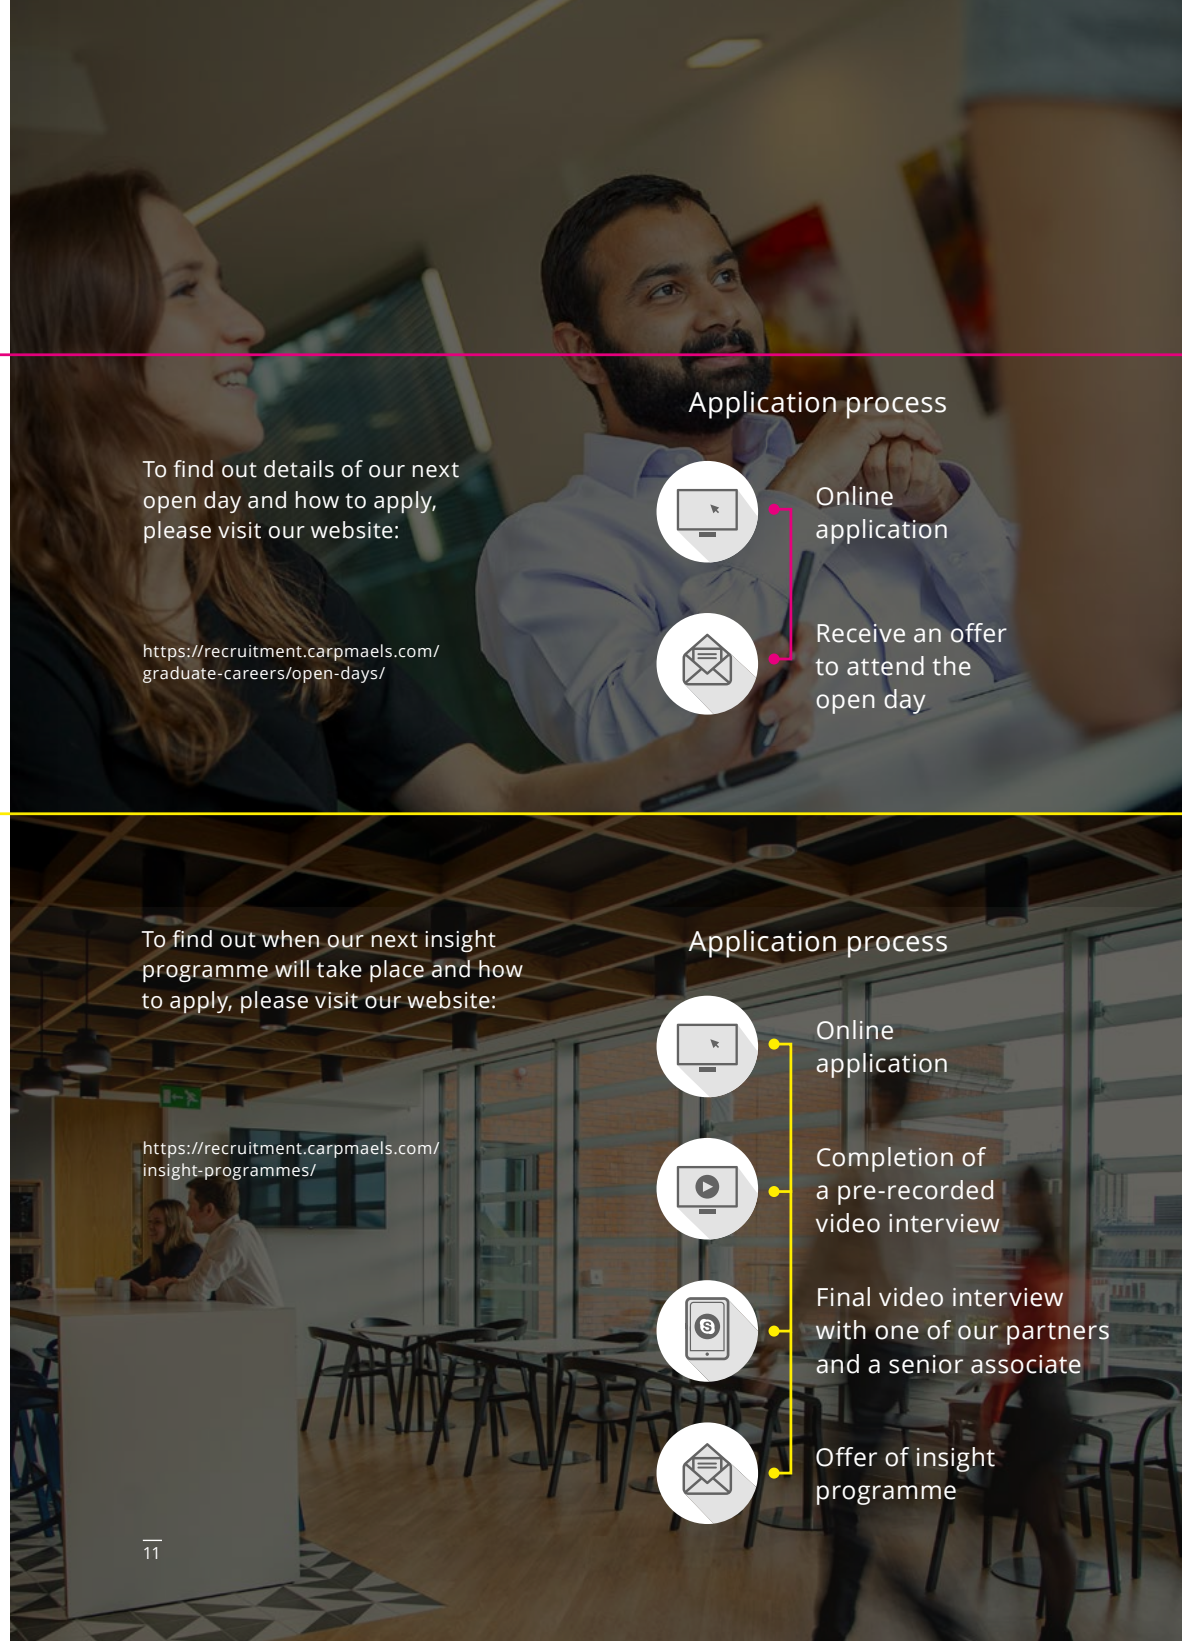 To find out details of our next
open day and how to apply,
please visit our website:
https://recruitment.carpmaels.com/
graduate-careers/open-days/
Application process
Online
application
Receive an offer
to attend the
open day
To find out when our next insight
programme will take place and how
to apply, please visit our website:
https://recruitment.carpmaels.com/
insight-programmes/
Application process
Online
application
Completion of
a pre-recorded
video interview
Final video interview
with one of our partners
and a senior associate
Offer of insight
programme
11